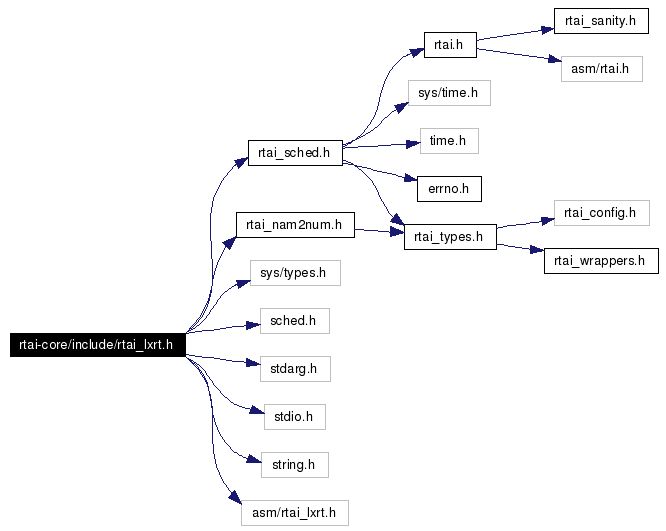 rtai_sanity.h
rtai.h
asm/rtai.h
sys/time.h
time.h
rtai_sched.h
errno.h
rtai_config.h
rtai_nam2num.h
rtai_types.h
rtai_wrappers.h
sys/types.h
sched.h
rtai-core/include/rtai_lxrt.h
stdarg.h
stdio.h
string.h
asm/rtai_lxrt.h